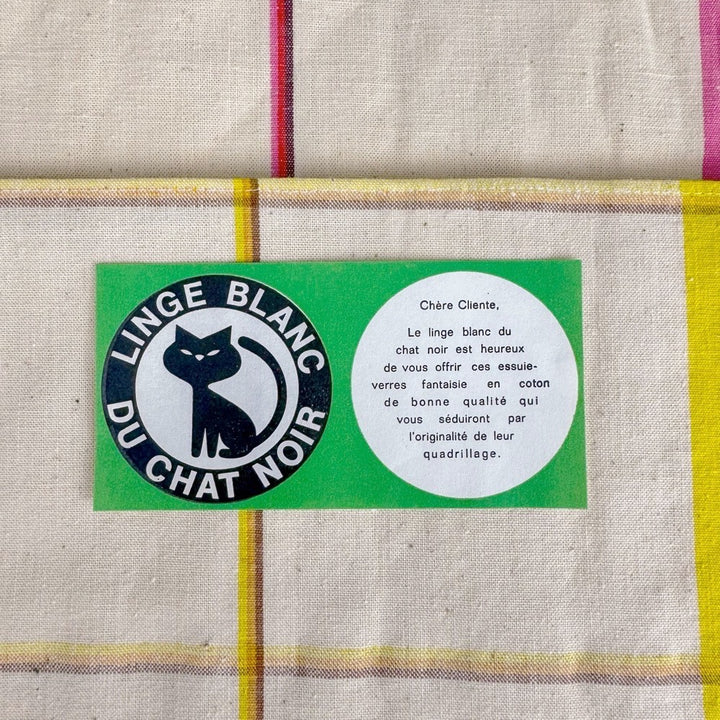 LINGE BLANC
DU CHAT NOIR
Chère Cliente,
Le linge blanc du
chat noir est heureux
de vous offrir ces essuie-
verres fantaisie en coton
de bonne qualité qui
vous séduiront par
l'originalité de leur
quadrillage.